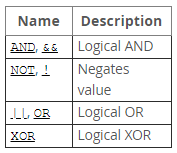 Name Description
AND, && Logical AND
NOT, ! Negates
value
||, OR Logical OR
XOR Logical XOR